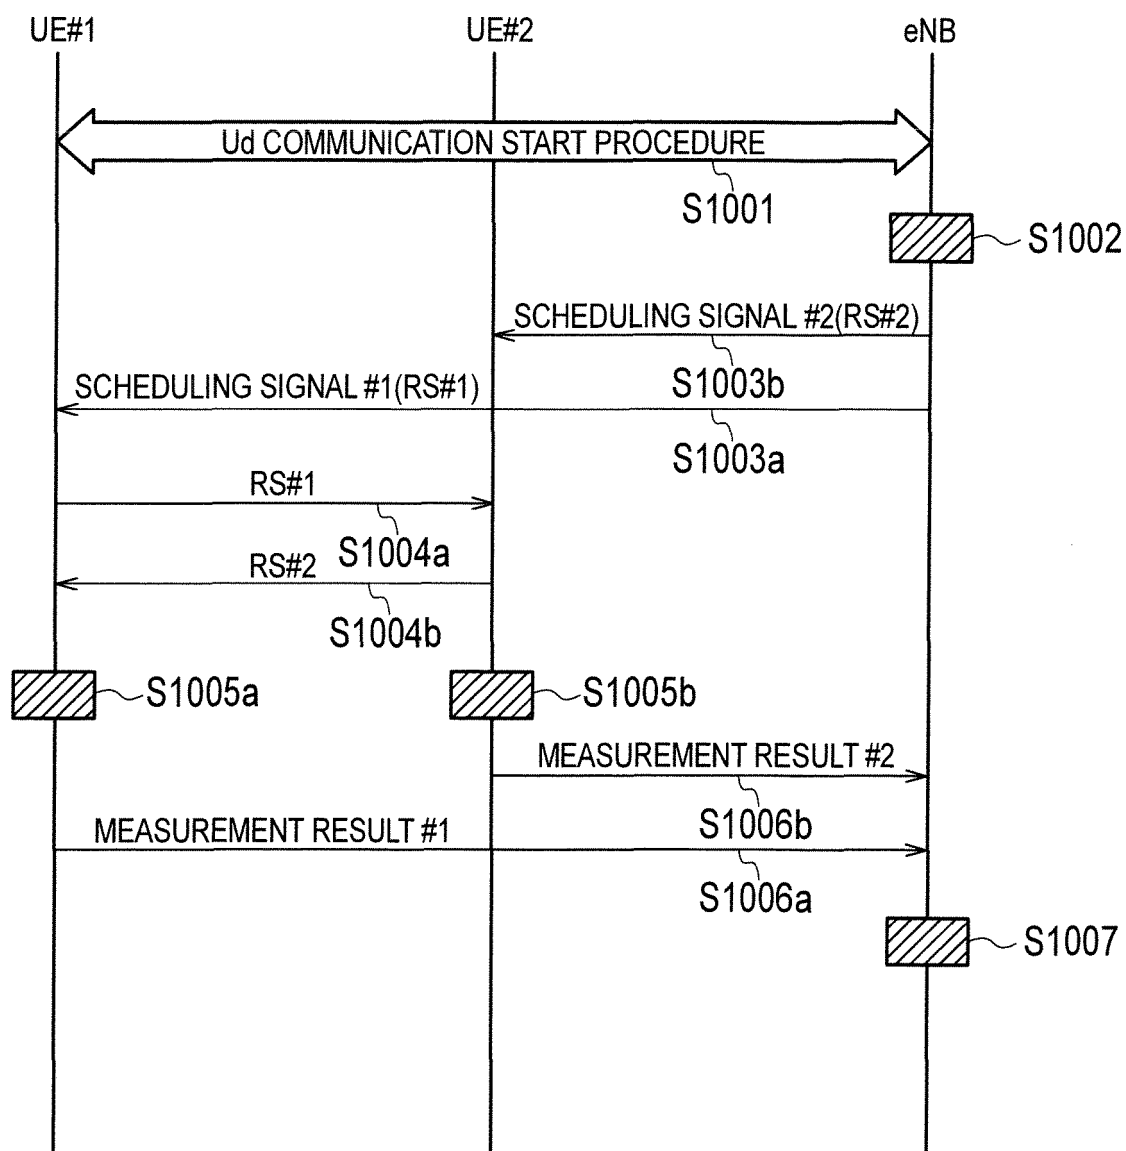 UE#1
UE#2
eNB
Ud COMMUNICATION START PROCEDURE
S1001
S1002
SCHEDULING SIGNAL #2(RS#2)
S1003b
SCHEDULING SIGNAL #1(RS#1)
S1003a
RS#1
S1004a
RS#2
S1004b
S1005a
S1005b
MEASUREMENT RESULT #2
S1006b
MEASUREMENT RESULT #1
S1006a
S1007